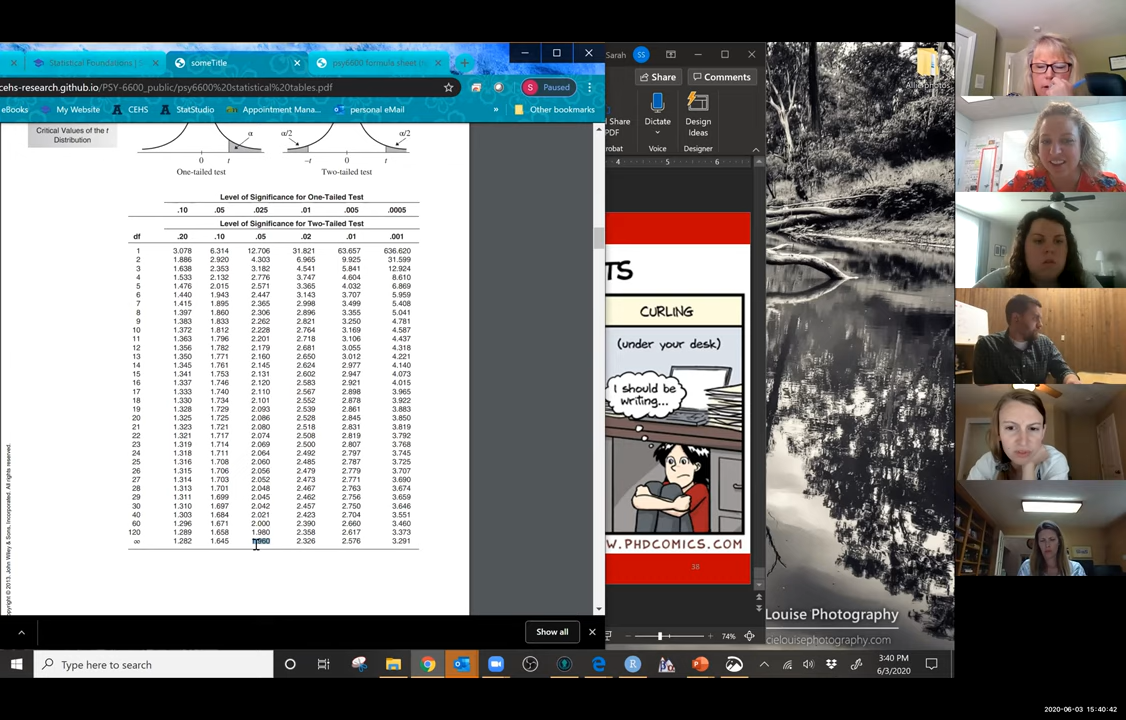 Statistical Foundations | S
someTitle
psy6600 formula sheet
cehs-research.github.io/PSY-6600_public/psy6600%20statistical%20tables.pdf
Paused
eBooks
My Website
CEHS
StatStudio
Appointment Mana...
personal eMail
»
Other bookmarks
Sarah
SS
Share
Comments
Share
PDF
Dictate
Design
Ideas
Voice
Designer
4 5 6
Critical Values of the t
Distribution
α α/2 α/2
0 t −t 0 t
One-tailed test Two-tailed test
Level of Significance for One-Tailed Test
.10 .05 .025 .01 .005 .0005
Level of Significance for Two-Tailed Test
df .20 .10 .05 .02 .01 .001
1 3.078 6.314 12.706 31.821 63.657 636.620
2 1.886 2.920 4.303 6.965 9.925 31.599
3 1.638 2.353 3.182 4.541 5.841 12.924
4 1.533 2.132 2.776 3.747 4.604 8.610
5 1.476 2.015 2.571 3.365 4.032 6.869
6 1.440 1.943 2.447 3.143 3.707 5.959
7 1.415 1.895 2.365 2.998 3.499 5.408
8 1.397 1.860 2.306 2.896 3.355 5.041
9 1.383 1.833 2.262 2.821 3.250 4.781
10 1.372 1.812 2.228 2.764 3.169 4.587
11 1.363 1.796 2.201 2.718 3.106 4.437
12 1.356 1.782 2.179 2.681 3.055 4.318
13 1.350 1.771 2.160 2.650 3.012 4.221
14 1.345 1.761 2.145 2.624 2.977 4.140
15 1.341 1.753 2.131 2.602 2.947 4.073
16 1.337 1.746 2.120 2.583 2.921 4.015
17 1.333 1.740 2.110 2.567 2.898 3.965
18 1.330 1.734 2.101 2.552 2.878 3.922
19 1.328 1.729 2.093 2.539 2.861 3.883
20 1.325 1.725 2.086 2.528 2.845 3.850
21 1.323 1.721 2.080 2.518 2.831 3.819
22 1.321 1.717 2.074 2.508 2.819 3.792
23 1.319 1.714 2.069 2.500 2.807 3.768
24 1.318 1.711 2.064 2.492 2.797 3.745
25 1.316 1.708 2.060 2.485 2.787 3.725
26 1.315 1.706 2.056 2.479 2.779 3.707
27 1.314 1.703 2.052 2.473 2.771 3.690
28 1.313 1.701 2.048 2.467 2.763 3.674
29 1.311 1.699 2.045 2.462 2.756 3.659
30 1.310 1.697 2.042 2.457 2.750 3.646
40 1.303 1.684 2.021 2.423 2.704 3.551
60 1.296 1.671 2.000 2.390 2.660 3.460
120 1.289 1.658 1.980 2.358 2.617 3.373
∞ 1.282 1.645 1.960 2.326 2.576 3.291
pyright © 2013. John Wiley & Sons, Incorporated. All rights reserved.
TS
CURLING
(under your desk)
I should be
writing...
W.PHDCOMICS.COM
38
Louise Photography
cielouisephotography.com
Show all
74%
Type here to search
3:40 PM
6/3/2020
2020-06-03 15:40:42